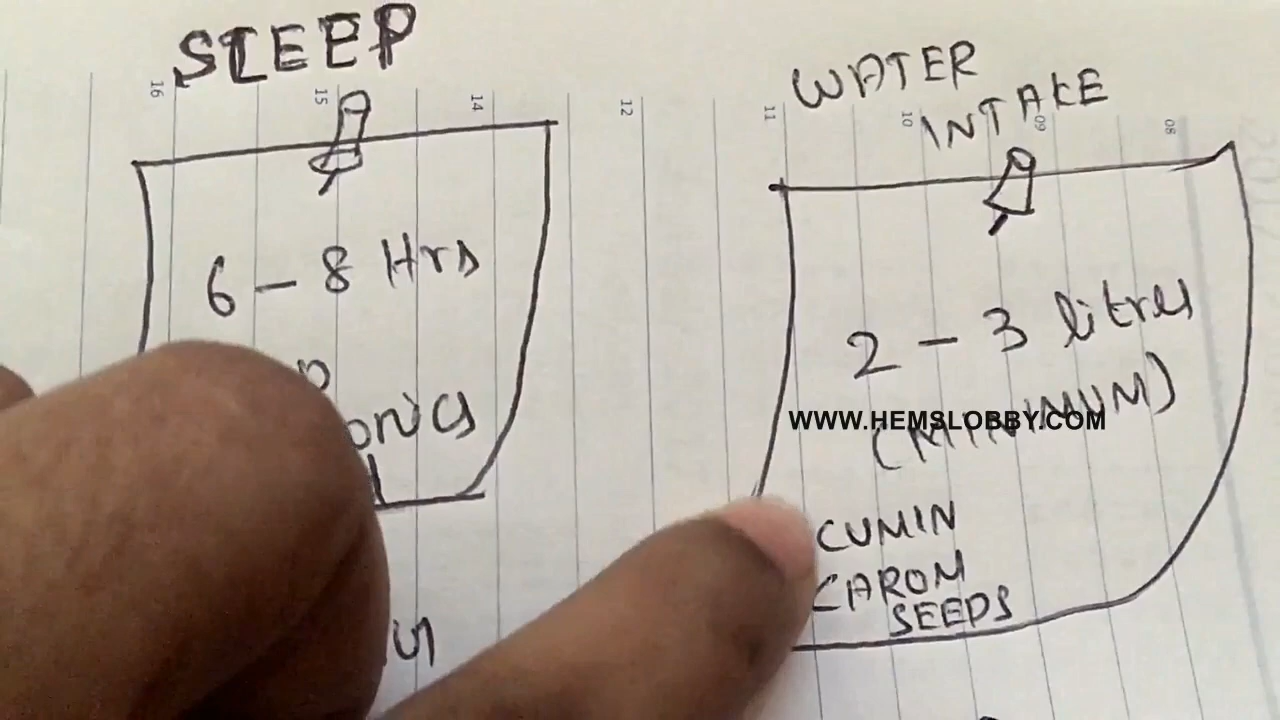 SLEEP
16
15
14
12
11
10
09
08
WATER
INTAKE
6 - 8 Hrs
2 - 3 litres
(MINIMUM)
WWW.HEMSLOBBY.COM
CUMIN
CAROM
SEEDS